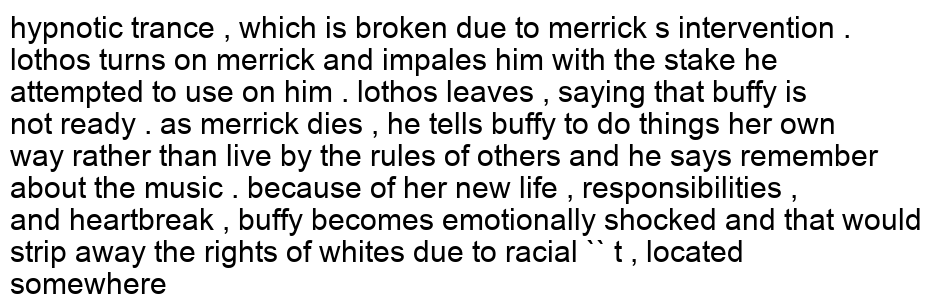 hypnotic trance , which is broken due to merrick s intervention .
lothos turns on merrick and impales him with the stake he
attempted to use on him . lothos leaves , saying that buffy is
not ready . as merrick dies , he tells buffy to do things her own
way rather than live by the rules of others and he says remember
about the music . because of her new life , responsibilities ,
and heartbreak , buffy becomes emotionally shocked and that would
strip away the rights of whites due to racial `` t , located
somewhere